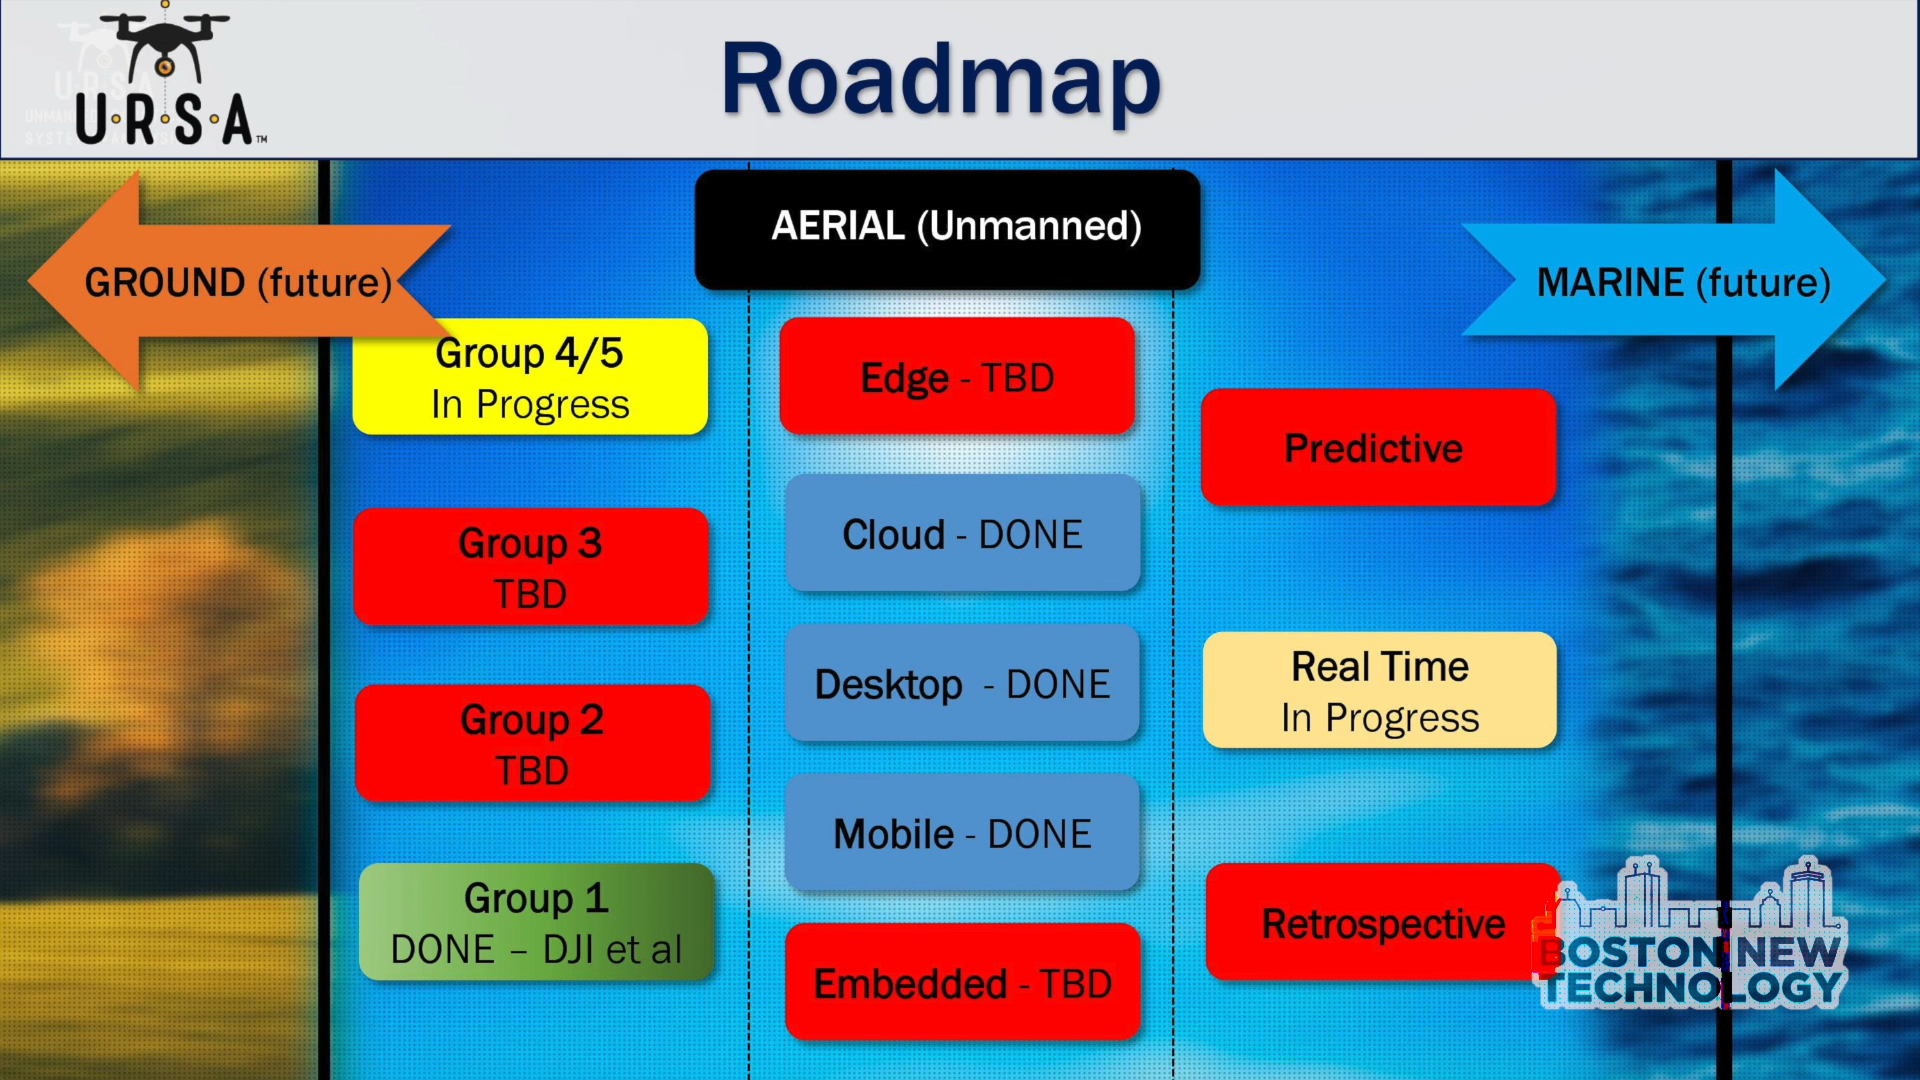 U·R·S·A™
Roadmap
AERIAL (Unmanned)
GROUND (future)
MARINE (future)
Group 4/5
In Progress
Group 3
TBD
Group 2
TBD
Group 1
DONE – DJI et al
Edge - TBD
Cloud - DONE
Desktop - DONE
Mobile - DONE
Embedded - TBD
Predictive
Real Time
In Progress
Retrospective
BOSTON NEW
TECHNOLOGY